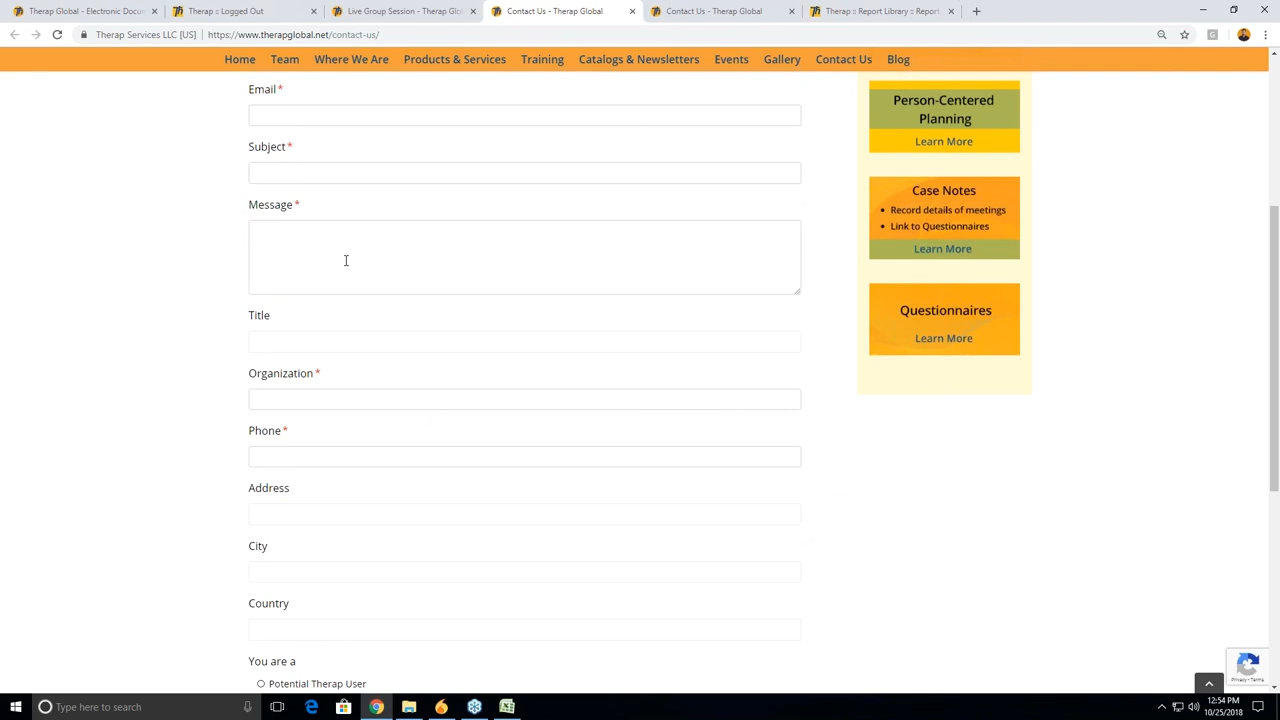 Therap Global - Electronic Docum
Therap :: Logged Out
Live Group Session - Therap Glo
Contact Us - Therap Global
Contact Us - Therap Global
Therap :: Report Library :: Report
Therap Services LLC [US] | https://www.therapglobal.net/contact-us/
Home
Team
Where We Are
Products & Services
Training
Catalogs & Newsletters
Events
Gallery
Contact Us
Blog
Email *
Subject *
Message *
Title
Organization *
Phone *
Address
City
Country
You are a
Potential Therap User
Person-Centered
Planning
Learn More
Case Notes
• Record details of meetings
• Link to Questionnaires
Learn More
Questionnaires
Learn More
Privacy - Terms
Type here to search
12:54 PM
10/25/2018